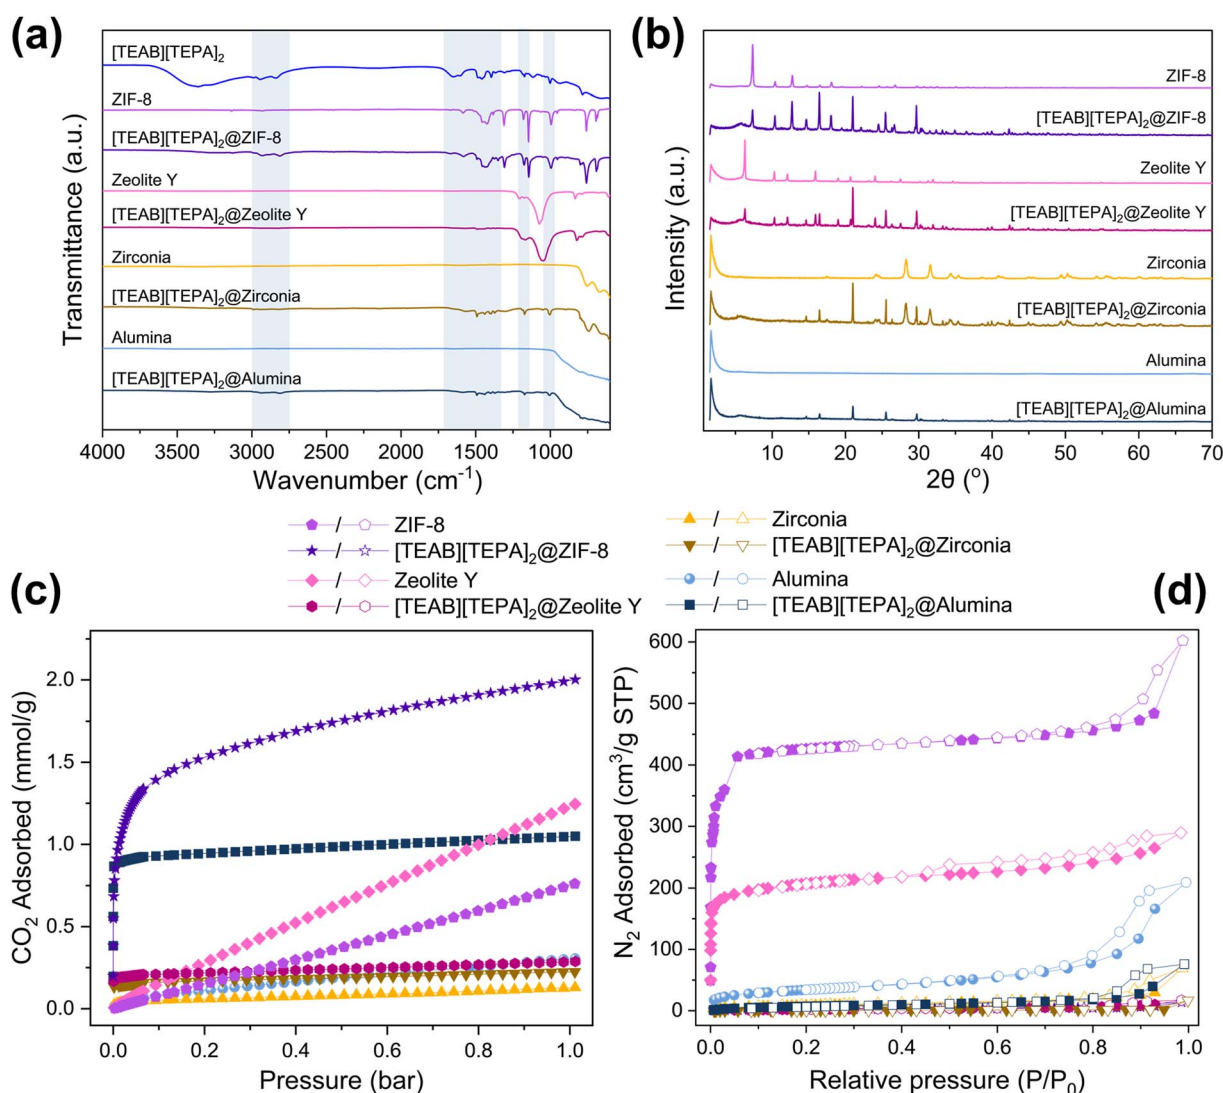 (a)
[TEAB][TEPA]₂
ZIF-8
[TEAB][TEPA]₂@ZIF-8
Zeolite Y
[TEAB][TEPA]₂@Zeolite Y
Zirconia
[TEAB][TEPA]₂@Zirconia
Alumina
[TEAB][TEPA]₂@Alumina
Transmittance (a.u.)
4000 3500 3000 2500 2000 1500 1000
Wavenumber (cm⁻¹)
(b)
ZIF-8
[TEAB][TEPA]₂@ZIF-8
Zeolite Y
[TEAB][TEPA]₂@Zeolite Y
Zirconia
[TEAB][TEPA]₂@Zirconia
Alumina
[TEAB][TEPA]₂@Alumina
Intensity (a.u.)
10 20 30 40 50 60 70
2θ (°)
/ ZIF-8
/ [TEAB][TEPA]₂@ZIF-8
/ Zeolite Y
/ [TEAB][TEPA]₂@Zeolite Y
/ Zirconia
/ [TEAB][TEPA]₂@Zirconia
/ Alumina
/ [TEAB][TEPA]₂@Alumina
(c)
2.0
1.5
1.0
0.5
0.0
CO₂ Adsorbed (mmol/g)
0.0 0.2 0.4 0.6 0.8 1.0
Pressure (bar)
(d)
600
500
400
300
200
100
0
N₂ Adsorbed (cm³/g STP)
0.0 0.2 0.4 0.6 0.8 1.0
Relative pressure (P/P₀)